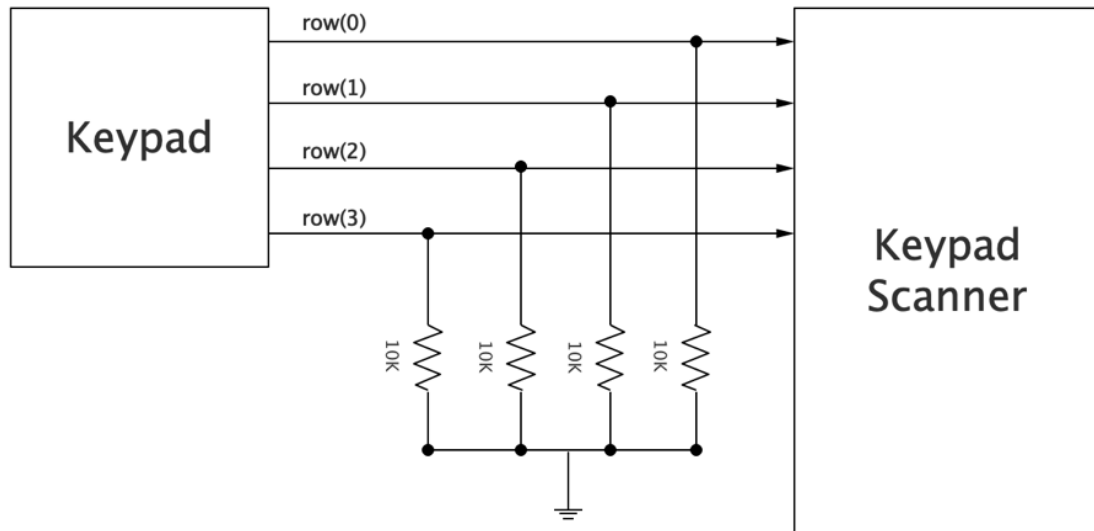 row(0)
row(1)
Keypad
row(2)
row(3)
Keypad
Scanner
10K
10K
10K
10K